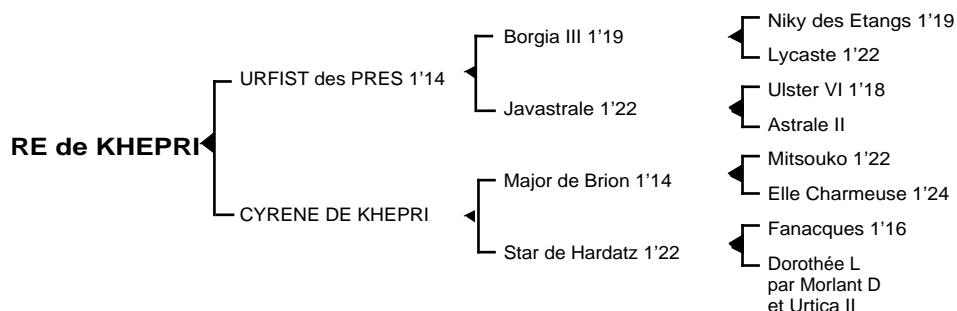 Niky des Etangs 1’19
Borgia III 1’19
Lycaste 1’22
URFIST des PRES 1’14
Ulster VI 1’18
Javastrale 1’22
Astrale II
RE de KHEPRI
Mitsouko 1’22
Major de Brion 1’14
Elle Charmeuse 1’24
CYRENE DE KHEPRI
Fanacques 1’16
Star de Hardatz 1’22
Dorothée L
par Morlant D
et Urtica II